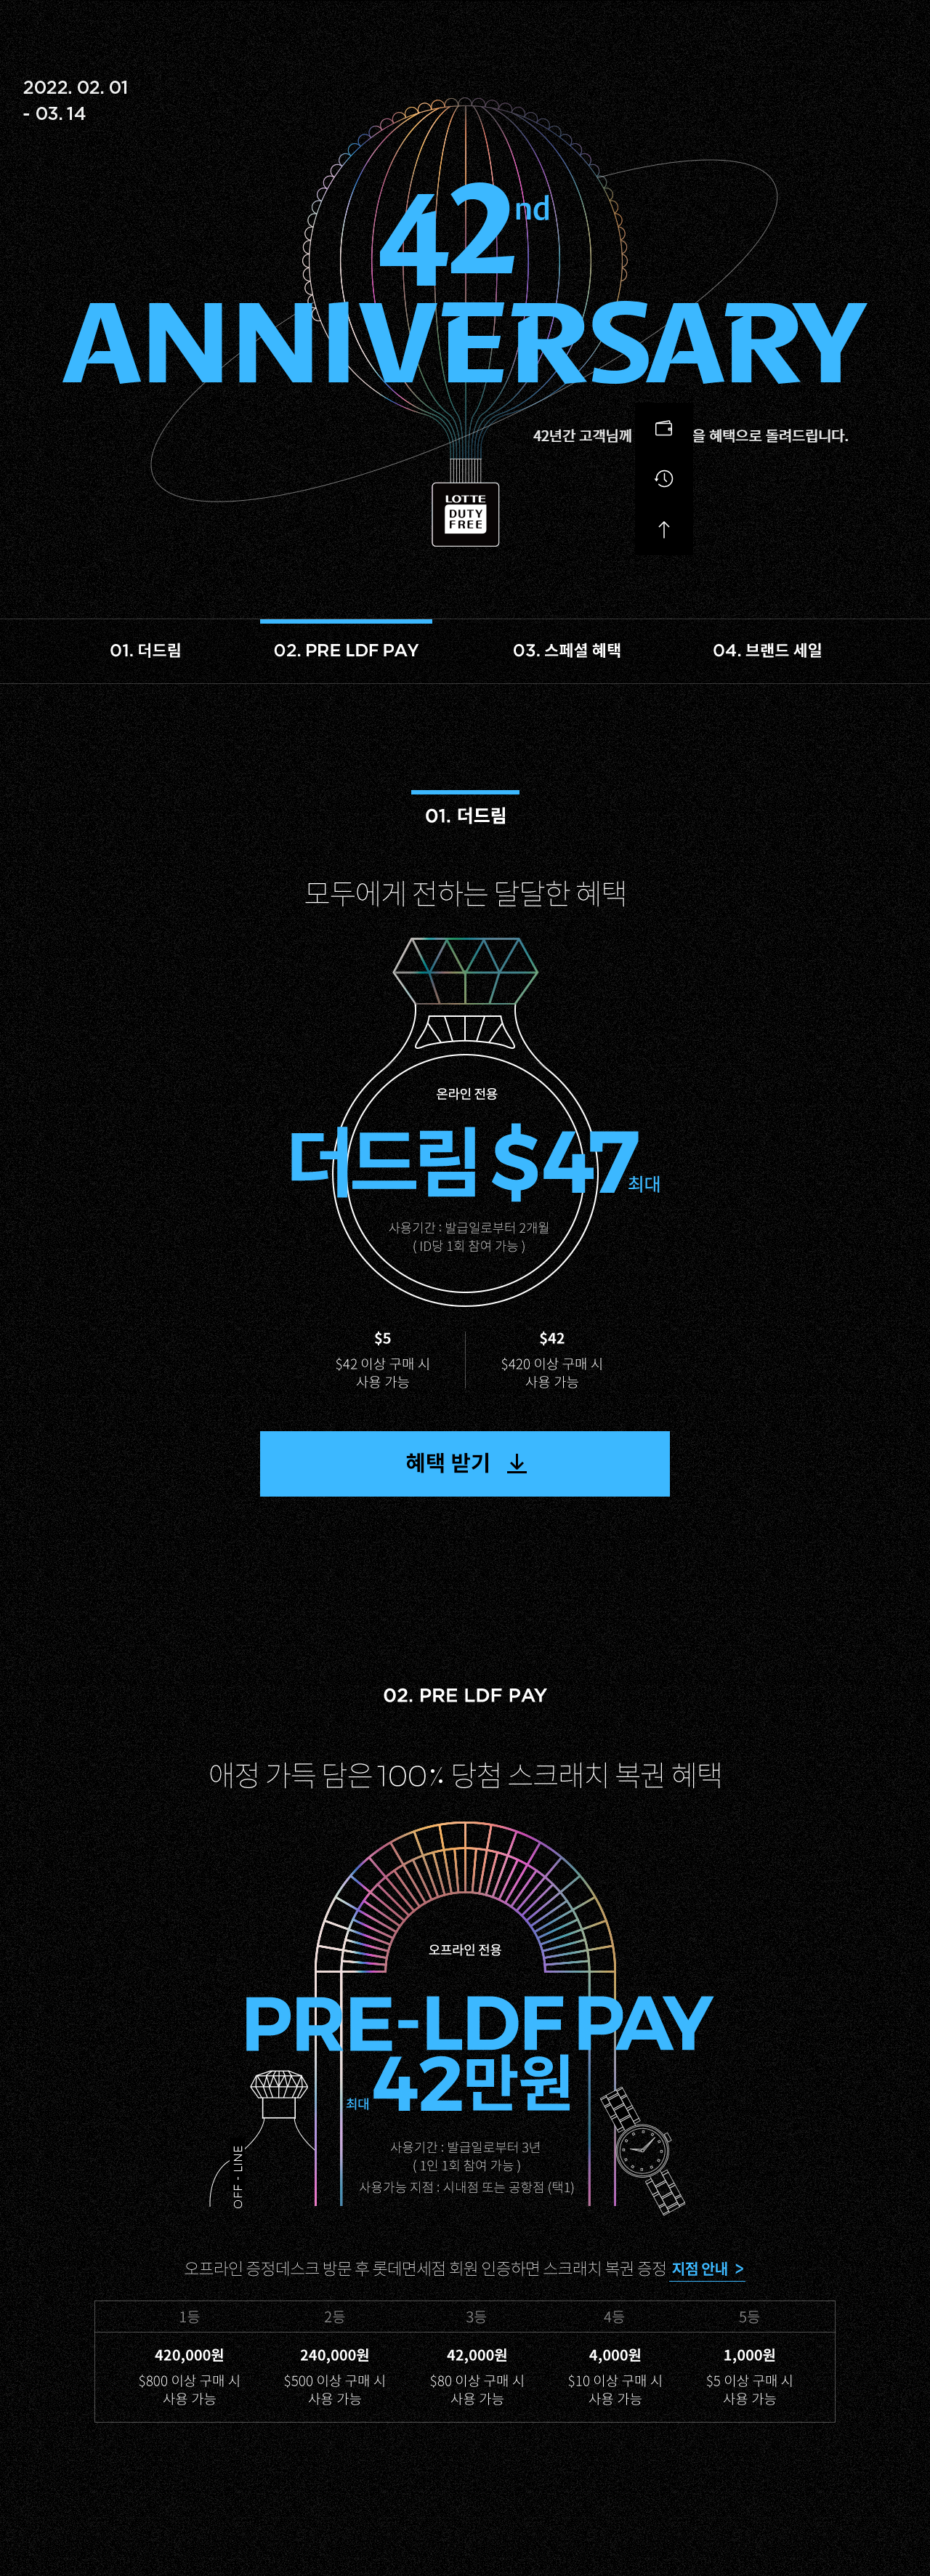 2022. 02. 01
- 03. 14
42nd
ANNIVERSARY
42년간 고객님께 을 혜택으로 돌려드립니다.
LOTTE
DUTY
FREE
01. 더드림
02. PRE LDF PAY
03. 스페셜 혜택
04. 브랜드 세일
01. 더드림
모두에게 전하는 달달한 혜택
온라인 전용
더드림 $47 최대
사용기간 : 발급일로부터 2개월
( ID당 1회 참여 가능 )
$5
$42 이상 구매 시
사용 가능
$42
$420 이상 구매 시
사용 가능
혜택 받기
02. PRE LDF PAY
애정 가득 담은 100% 당첨 스크래치 복권 혜택
오프라인 전용
PRE-LDF PAY
최대 42만원
사용기간 : 발급일로부터 3년
( 1인 1회 참여 가능 )
사용가능 지점 : 시내점 또는 공항점 (택1)
OFF - LINE
오프라인 증정데스크 방문 후 롯데면세점 회원 인증하면 스크래치 복권 증정 지점 안내 >
1등 2등 3등 4등 5등
420,000원 240,000원 42,000원 4,000원 1,000원
$800 이상 구매 시 $500 이상 구매 시 $80 이상 구매 시 $10 이상 구매 시 $5 이상 구매 시
사용 가능 사용 가능 사용 가능 사용 가능 사용 가능